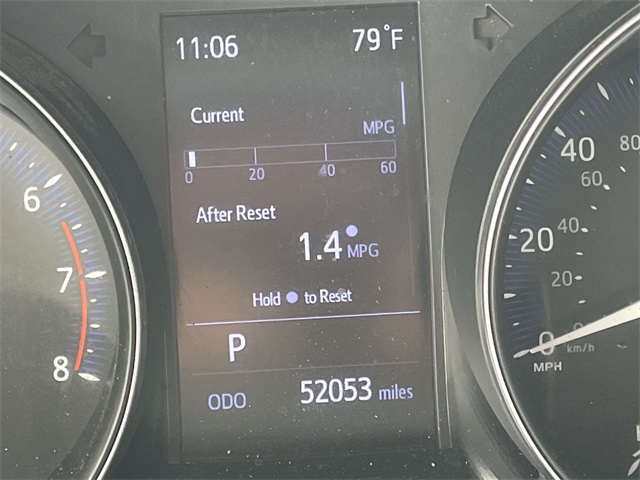 11:06 79°F
Current
MPG
0 20 40 60
After Reset
1.4 MPG
Hold to Reset
P
ODO 52053 miles
6
7
8
80
40
60
20
40
20
0
km/h
MPH